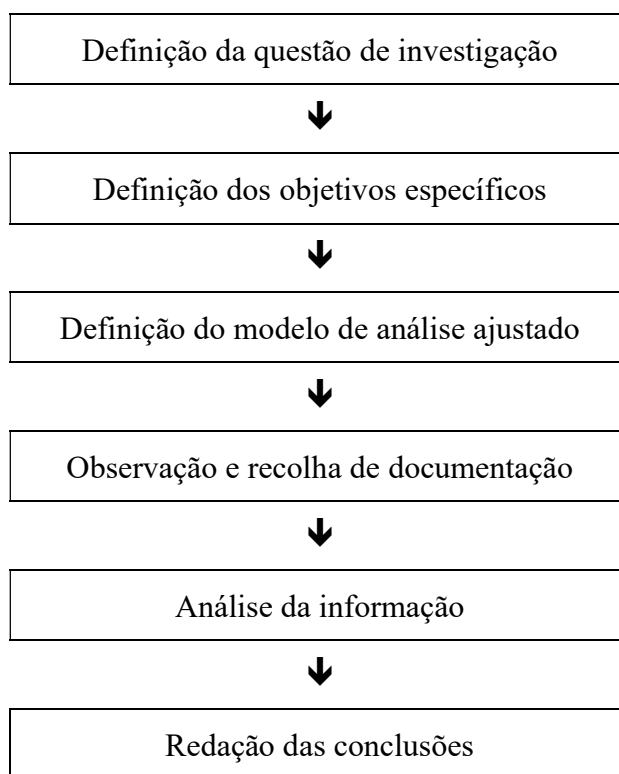 Definição da questão de investigação
Definição dos objetivos específicos
Definição do modelo de análise ajustado
Observação e recolha de documentação
Análise da informação
Redação das conclusões